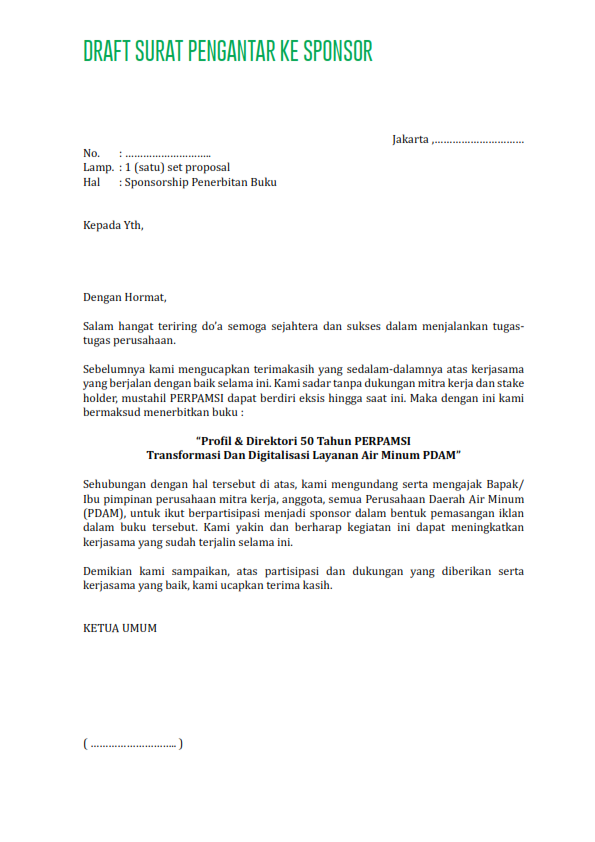 DRAFT SURAT PENGANTAR KE SPONSOR
Jakarta ,…………………………
No. : ………………………..
Lamp. : 1 (satu) set proposal
Hal : Sponsorship Penerbitan Buku
Kepada Yth,
Dengan Hormat,
Salam hangat teriring do’a semoga sejahtera dan sukses dalam menjalankan tugas-
tugas perusahaan.
Sebelumnya kami mengucapkan terimakasih yang sedalam-dalamnya atas kerjasama
yang berjalan dengan baik selama ini. Kami sadar tanpa dukungan mitra kerja dan stake
holder, mustahil PERPAMSI dapat berdiri eksis hingga saat ini. Maka dengan ini kami
bermaksud menerbitkan buku :
“Profil & Direktori 50 Tahun PERPAMSI
Transformasi Dan Digitalisasi Layanan Air Minum PDAM”
Sehubungan dengan hal tersebut di atas, kami mengundang serta mengajak Bapak/
Ibu pimpinan perusahaan mitra kerja, anggota, semua Perusahaan Daerah Air Minum
(PDAM), untuk ikut berpartisipasi menjadi sponsor dalam bentuk pemasangan iklan
dalam buku tersebut. Kami yakin dan berharap kegiatan ini dapat meningkatkan
kerjasama yang sudah terjalin selama ini.
Demikian kami sampaikan, atas partisipasi dan dukungan yang diberikan serta
kerjasama yang baik, kami ucapkan terima kasih.
KETUA UMUM
( ……………………….. )